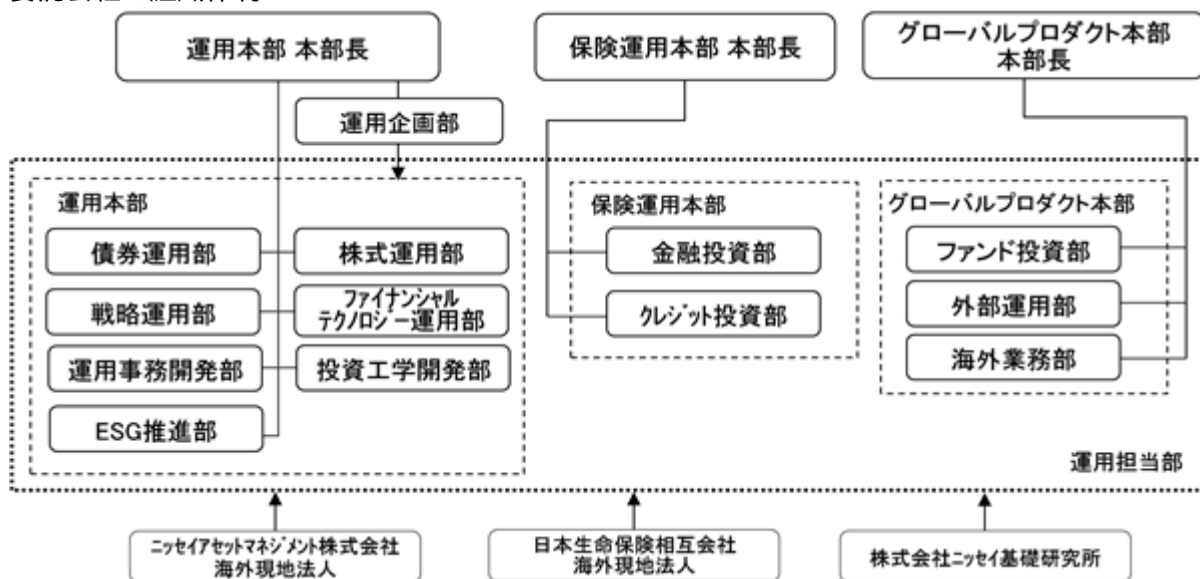 運用本部 本部長
保険運用本部 本部長
グローバルプロダクト本部
本部長
運用企画部
運用本部
債券運用部
株式運用部
戦略運用部
ファイナンシャル
テクノロジー運用部
運用事務開発部
投資工学開発部
ESG推進部
保険運用本部
金融投資部
クレジット投資部
グローバルプロダクト本部
ファンド投資部
外部運用部
海外業務部
運用担当部
ニッセイアセットマネジメント株式会社
海外現地法人
日本生命保険相互会社
海外現地法人
株式会社ニッセイ基礎研究所